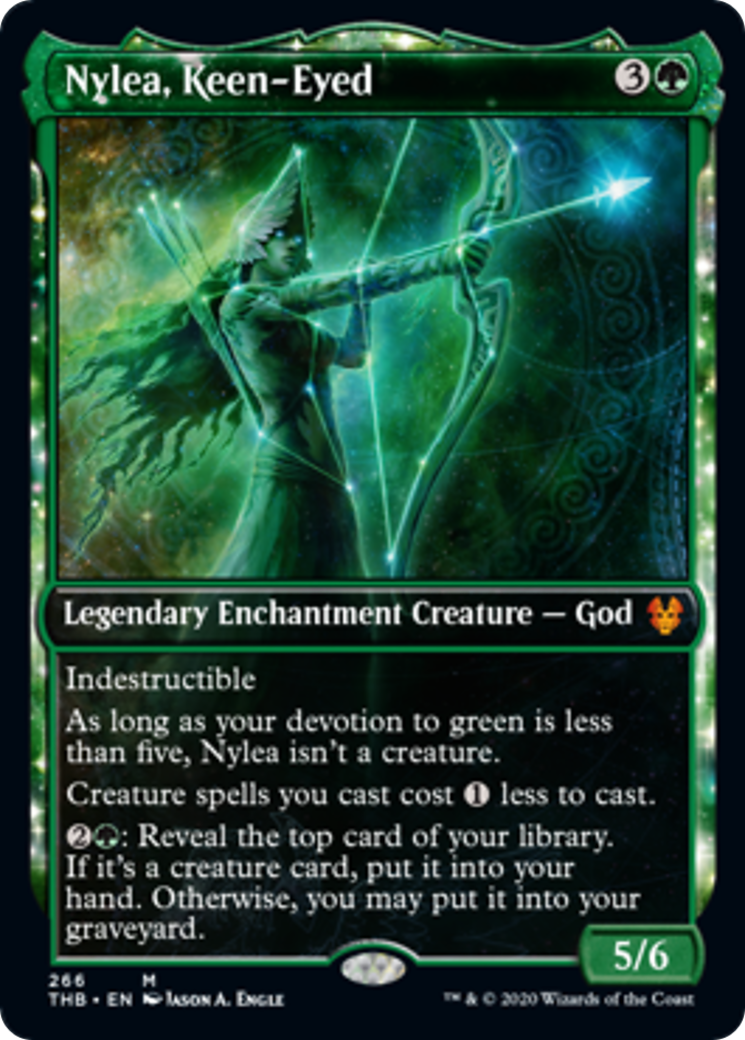 Nylea, Keen-Eyed 3
Legendary Enchantment Creature — God
Indestructible
As long as your devotion to green is less
than five, Nylea isn't a creature.
Creature spells you cast cost 1 less to cast.
2: Reveal the top card of your library.
If it's a creature card, put it into your
hand. Otherwise, you may put it into your
graveyard.
5/6
266 M
THB • EN Jason A. Engle
™ & © 2020 Wizards of the Coast